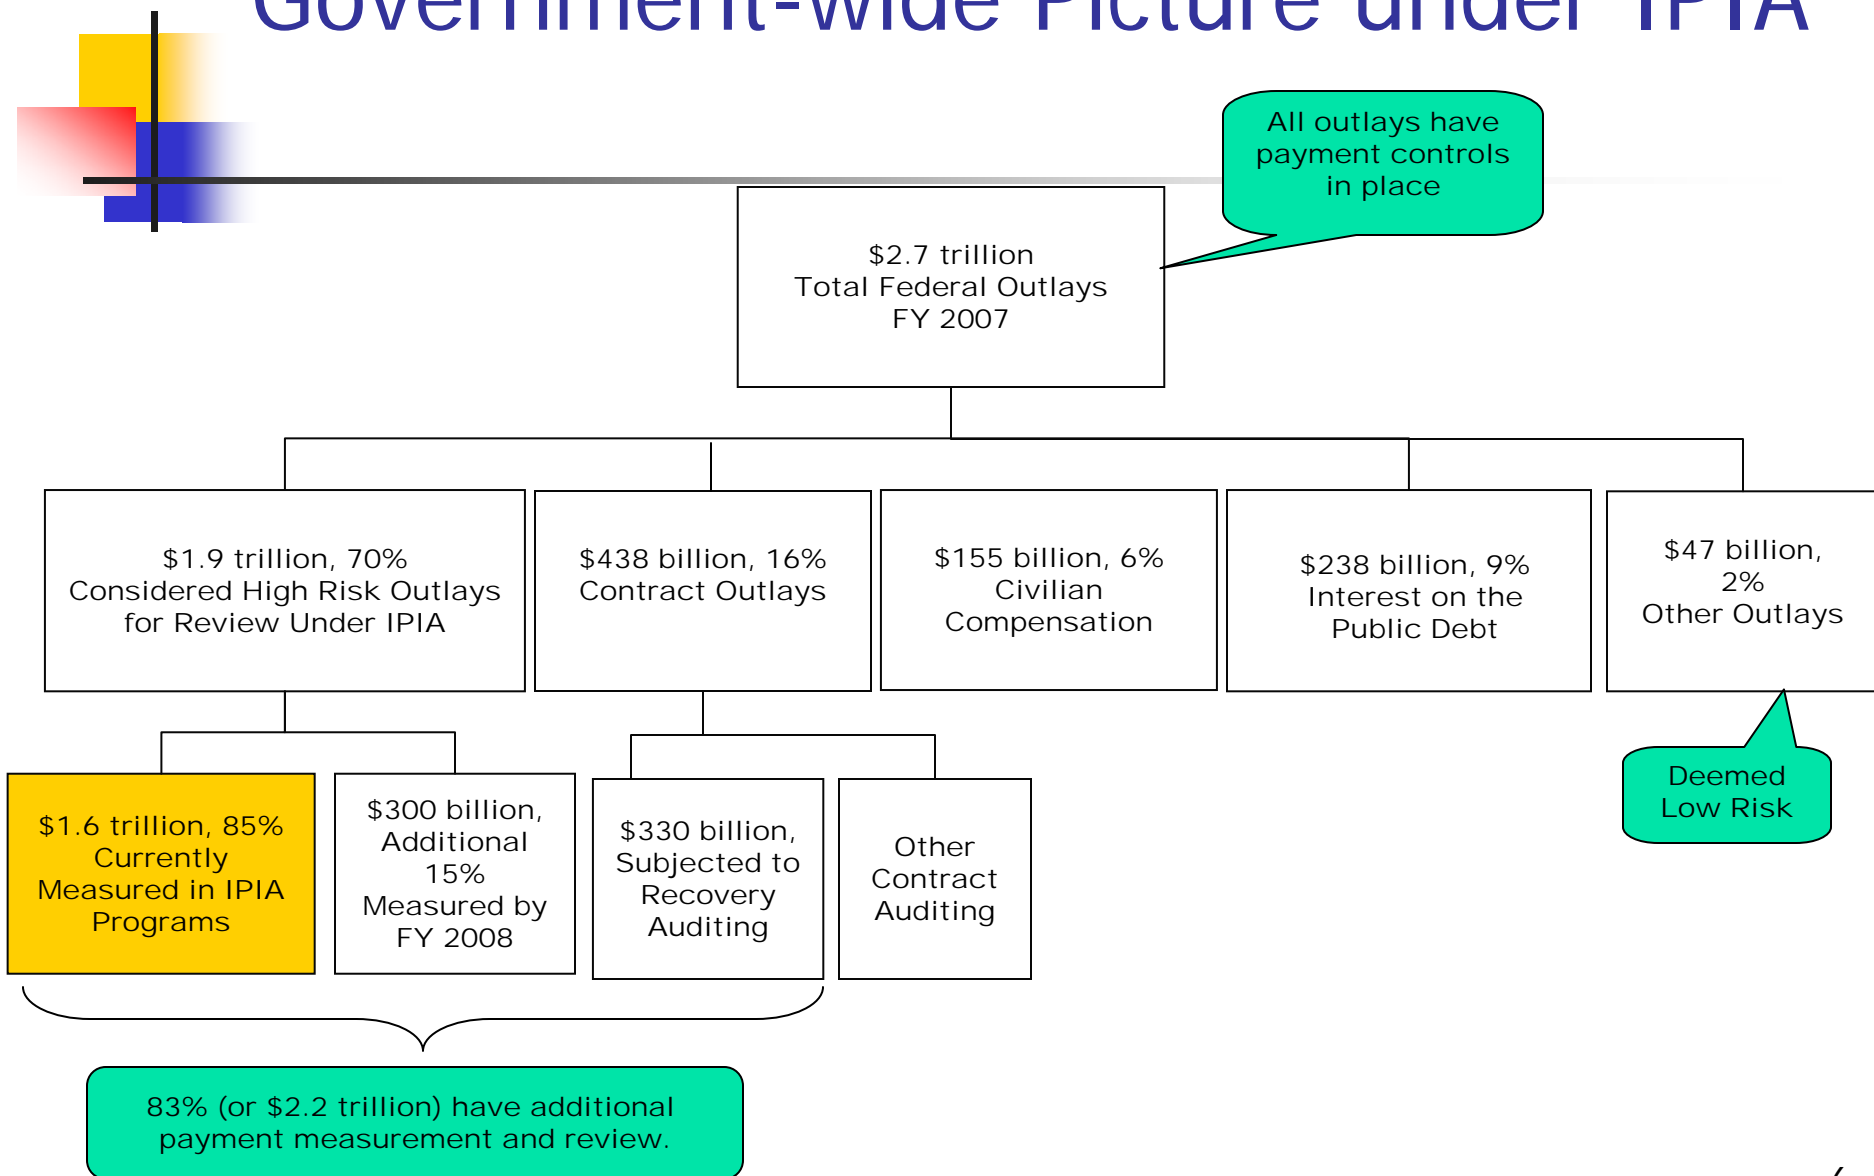 Government-wide Picture under IPIA
All outlays have
payment controls
in place
$2.7 trillion
Total Federal Outlays
FY 2007
$1.9 trillion, 70%
Considered High Risk Outlays
for Review Under IPIA
$438 billion, 16%
Contract Outlays
$155 billion, 6%
Civilian
Compensation
$238 billion, 9%
Interest on the
Public Debt
$47 billion,
2%
Other Outlays
Deemed
Low Risk
$1.6 trillion, 85%
Currently
Measured in IPIA
Programs
$300 billion,
Additional
15%
Measured by
FY 2008
$330 billion,
Subjected to
Recovery
Auditing
Other
Contract
Auditing
83% (or $2.2 trillion) have additional
payment measurement and review.